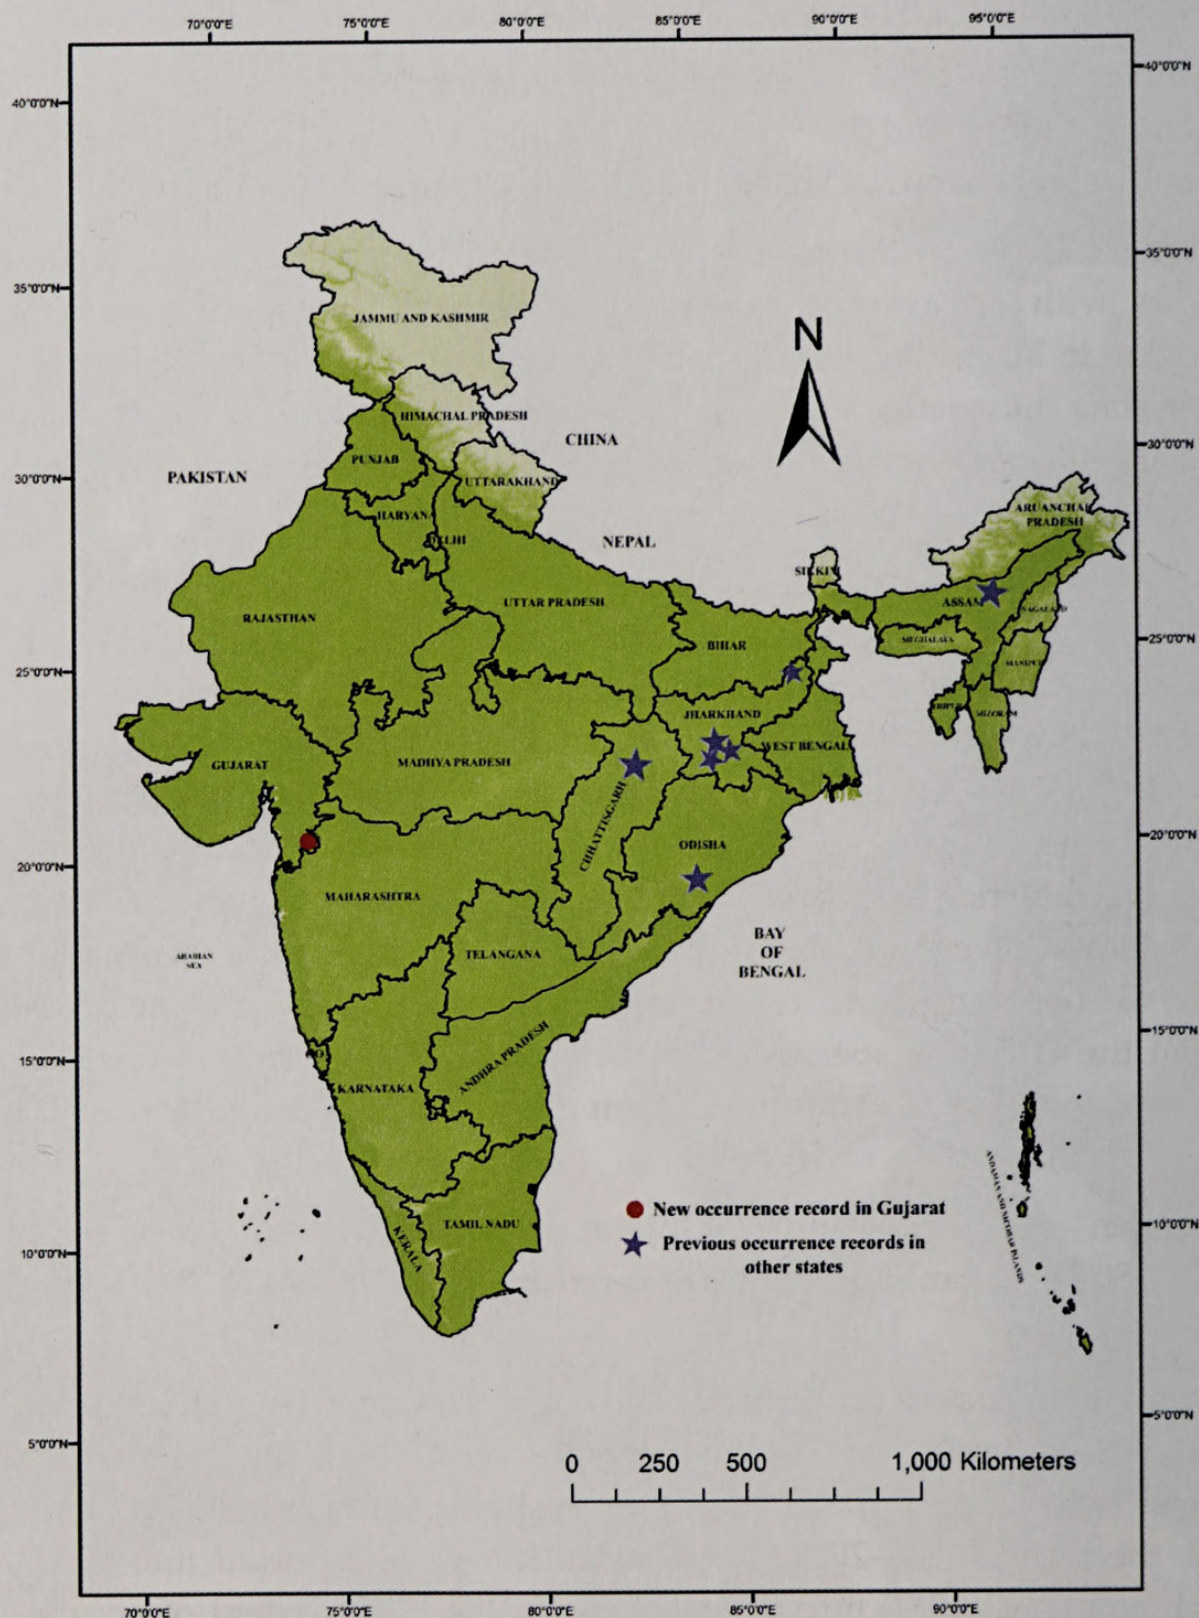 70°0'0"E 75°0'0"E 80°0'0"E 85°0'0"E 90°0'0"E 95°0'0"E
40°0'0"N
40°0'0"N
35°0'0"N
35°0'0"N
30°0'0"N
30°0'0"N
25°0'0"N
25°0'0"N
20°0'0"N
20°0'0"N
15°0'0"N
15°0'0"N
10°0'0"N
10°0'0"N
5°0'0"N
5°0'0"N
N
JAMMU AND KASHMIR
HIMACHAL PRADESH
CHINA
PUNJAB
PAKISTAN
UTTARAKHAND
HARYANA
DELHI
NEPAL
ARUANCHAL
PRADESH
SIKKIM
RAJASTHAN
UTTAR PRADESH
ASSAM
NAGALAND
BIHAR
MEGHALAYA
MANIPUR
TRIPURA
MIZORAM
JHARKHAND
WEST BENGAL
GUJARAT
MADHYA PRADESH
CHHATTISGARH
ODISHA
MAHARASHTRA
TELANGANA
BAY
OF
BENGAL
ARABIAN
SEA
ANDHRA PRADESH
KARNATAKA
TAMIL NADU
KERALA
ANDAMAN AND NICOBAR ISLANDS
New occurrence record in Gujarat
Previous occurrence records in
other states
0 250 500 1,000 Kilometers
70°0'0"E 75°0'0"E 80°0'0"E 85°0'0"E 90°0'0"E